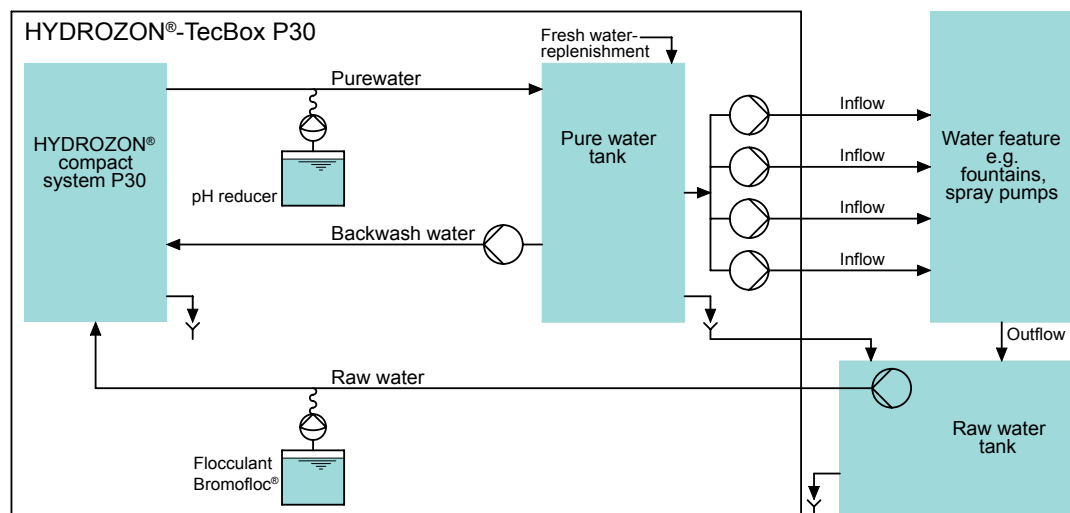 HYDROZON®-TecBox P30
Fresh water-
replenishment
Purewater
Inflow
HYDROZON®
compact
system P30
Pure water
tank
Water feature
e.g.
fountains,
spray pumps
Inflow
pH reducer
Inflow
Backwash water
Inflow
Outflow
Raw water
Raw water
tank
Flocculant
Bromofloc®